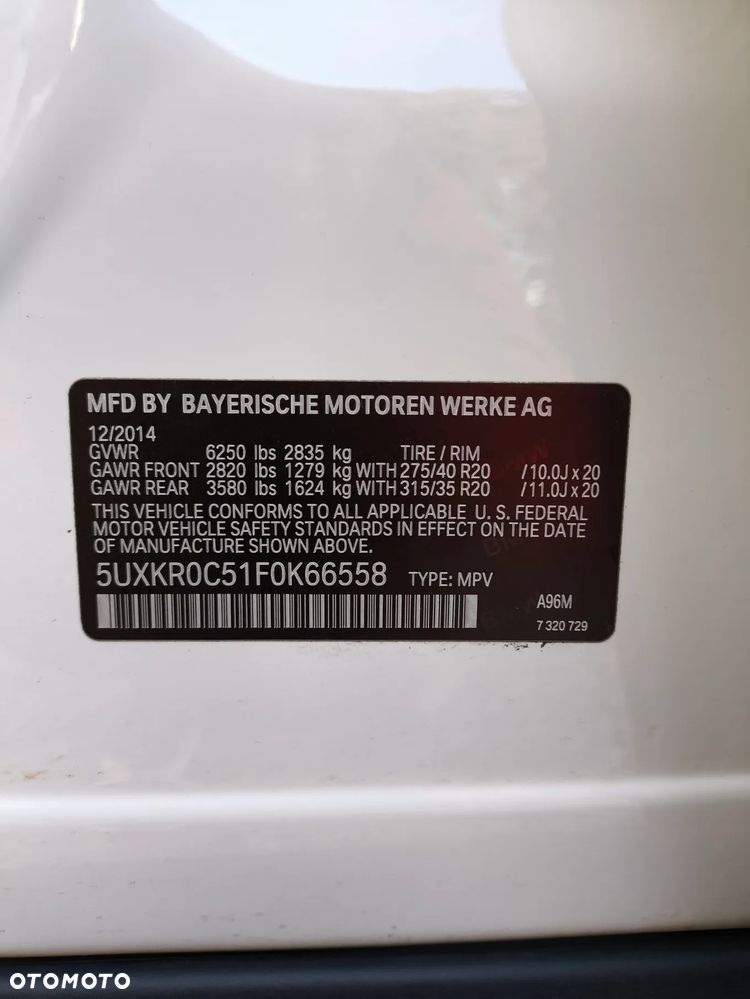 MFD BY BAYERISCHE MOTOREN WERKE AG
12/2014
GVWR 6250 lbs 2835 kg TIRE / RIM
GAWR FRONT 2820 lbs 1279 kg WITH 275/40 R20 /10.0J x 20
GAWR REAR 3580 lbs 1624 kg WITH 315/35 R20 /11.0J x 20
THIS VEHICLE CONFORMS TO ALL APPLICABLE U. S. FEDERAL
MOTOR VEHICLE SAFETY STANDARDS IN EFFECT ON THE DATE
OF MANUFACTURE SHOWN ABOVE.
5UXKR0C51F0K66558 TYPE: MPV
A96M
7 320 729
OTOMOTO